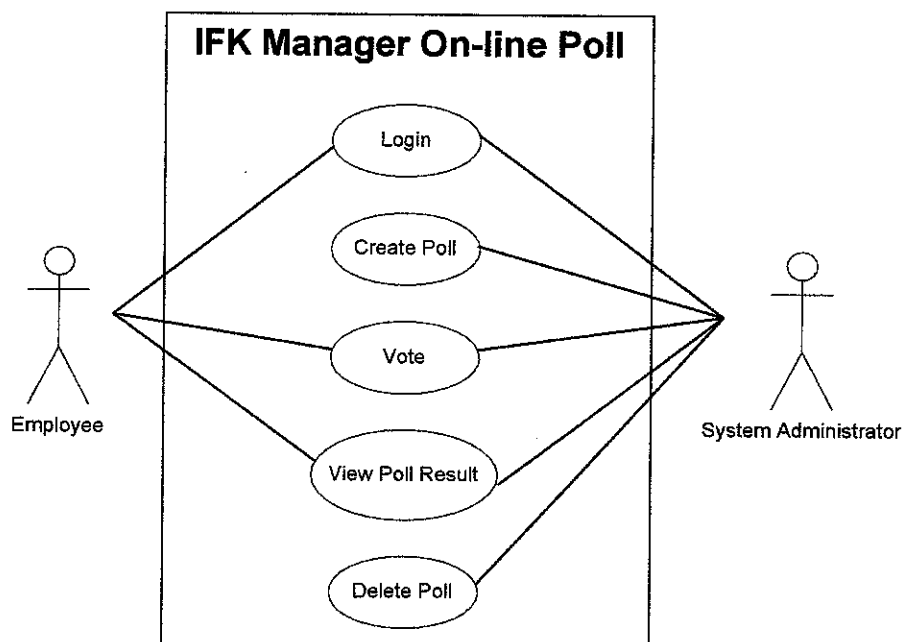 IFK Manager On-line Poll
Login
Create Poll
Vote
View Poll Result
Delete Poll
Employee
System Administrator